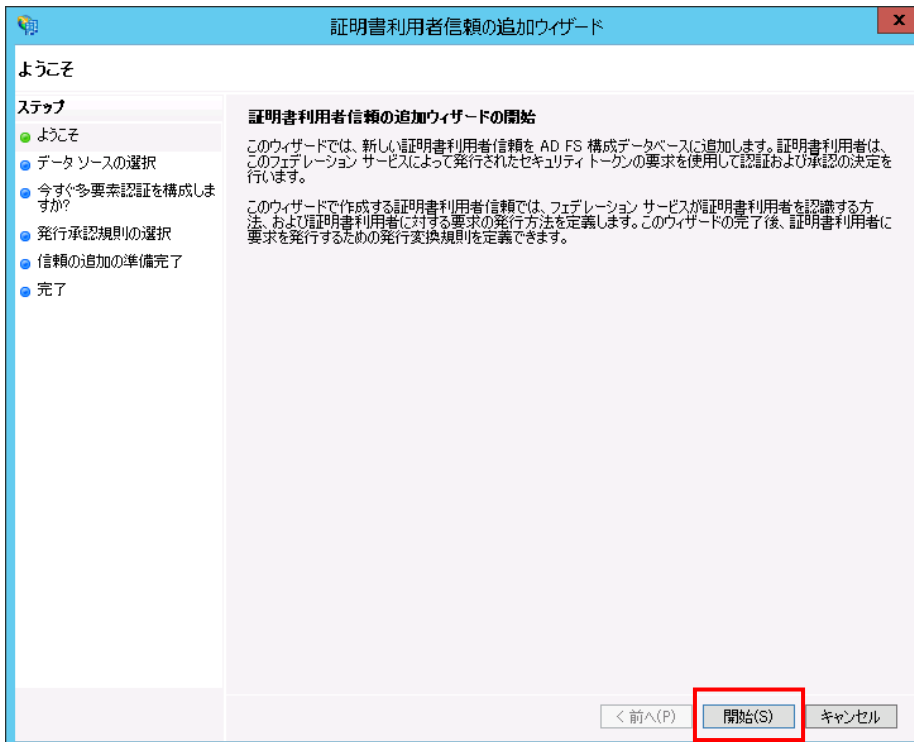 証明書利用者信頼の追加ウィザード
x
ようこそ
ステップ
ようこそ
データ ソースの選択
今すぐ多要素認証を構成しま
すか?
発行承認規則の選択
信頼の追加の準備完了
完了
証明書利用者信頼の追加ウィザードの開始
このウィザードでは、新しい証明書利用者信頼を AD FS 構成データベースに追加します。証明書利用者は、
このフェデレーション サービスによって発行されたセキュリティ トークンの要求を使用して認証および承認の決定を
行います。
このウィザードで作成する証明書利用者信頼では、フェデレーション サービスが証明書利用者を認識する方
法、および証明書利用者に対する要求の発行方法を定義します。このウィザードの完了後、証明書利用者に
要求を発行するための発行変換規則を定義できます。
< 前へ(P)
開始(S)
キャンセル